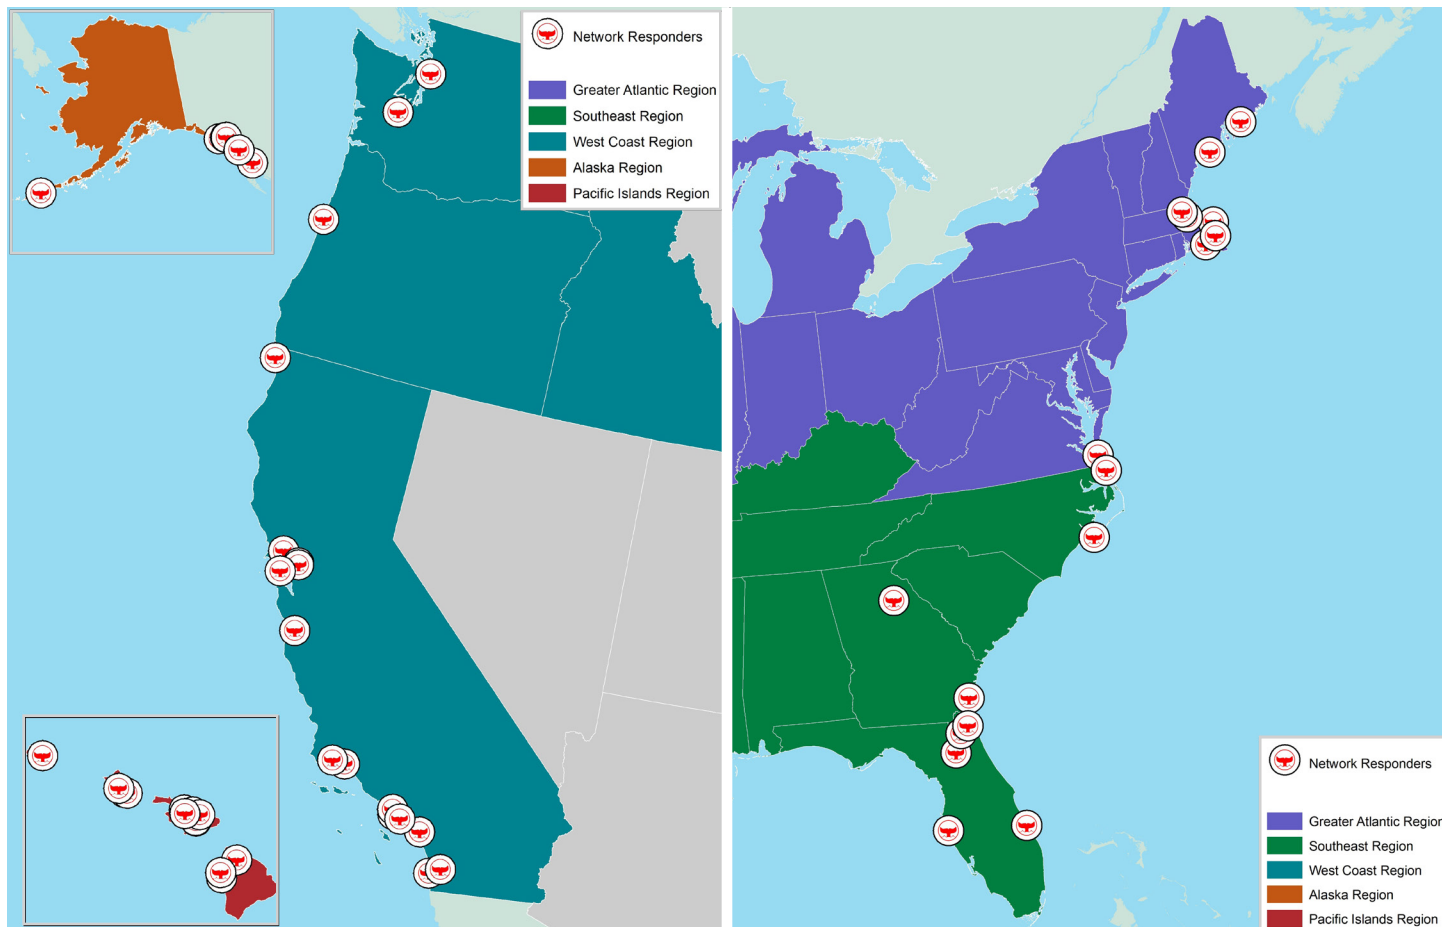 Network Responders
Greater Atlantic Region
Southeast Region
West Coast Region
Alaska Region
Pacific Islands Region
Network Responders
Greater Atlantic Region
Southeast Region
West Coast Region
Alaska Region
Pacific Islands Region